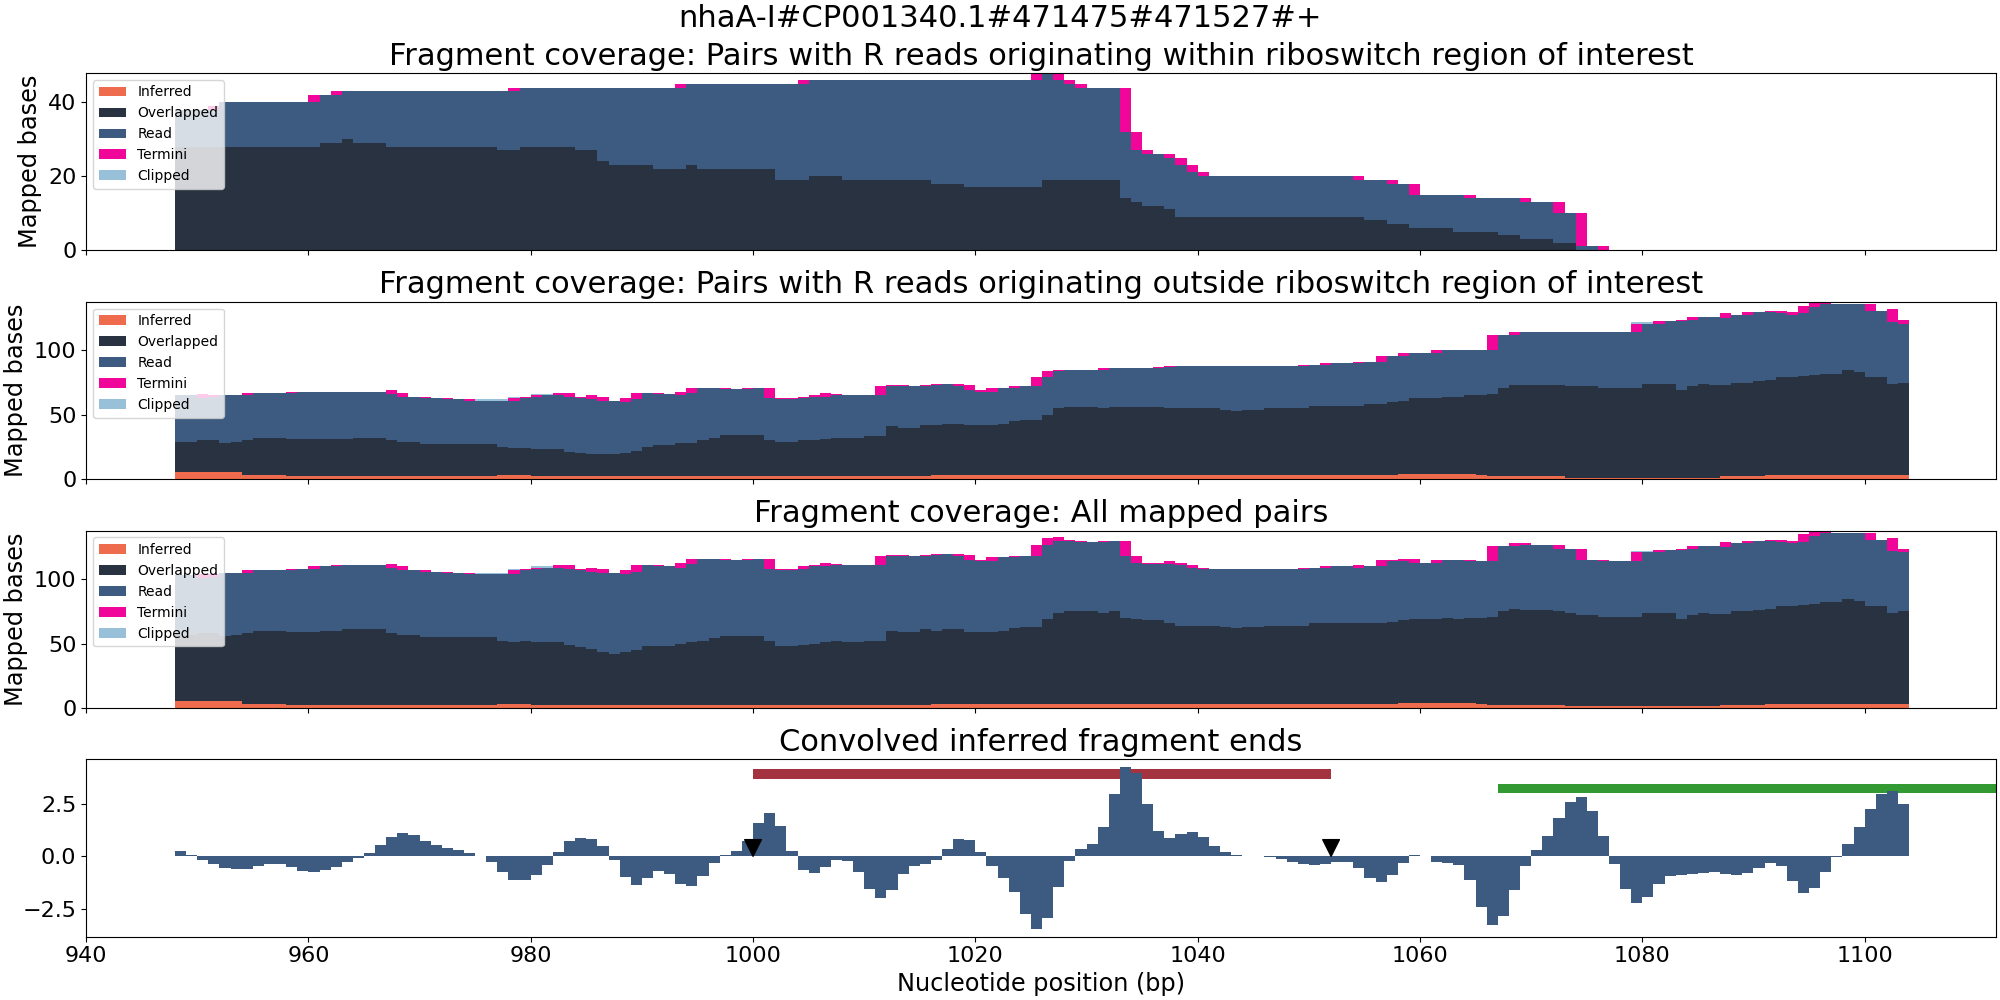 nhaA-I#CP001340.1#471475#471527#+
Fragment coverage: Pairs with R reads originating within riboswitch region of interest
Mapped bases
40
20
0
Inferred
Overlapped
Read
Termini
Clipped
Fragment coverage: Pairs with R reads originating outside riboswitch region of interest
Mapped bases
100
50
0
Inferred
Overlapped
Read
Termini
Clipped
Fragment coverage: All mapped pairs
Mapped bases
100
50
0
Inferred
Overlapped
Read
Termini
Clipped
Convolved inferred fragment ends
2.5
0.0
−2.5
940 960 980 1000 1020 1040 1060 1080 1100
Nucleotide position (bp)